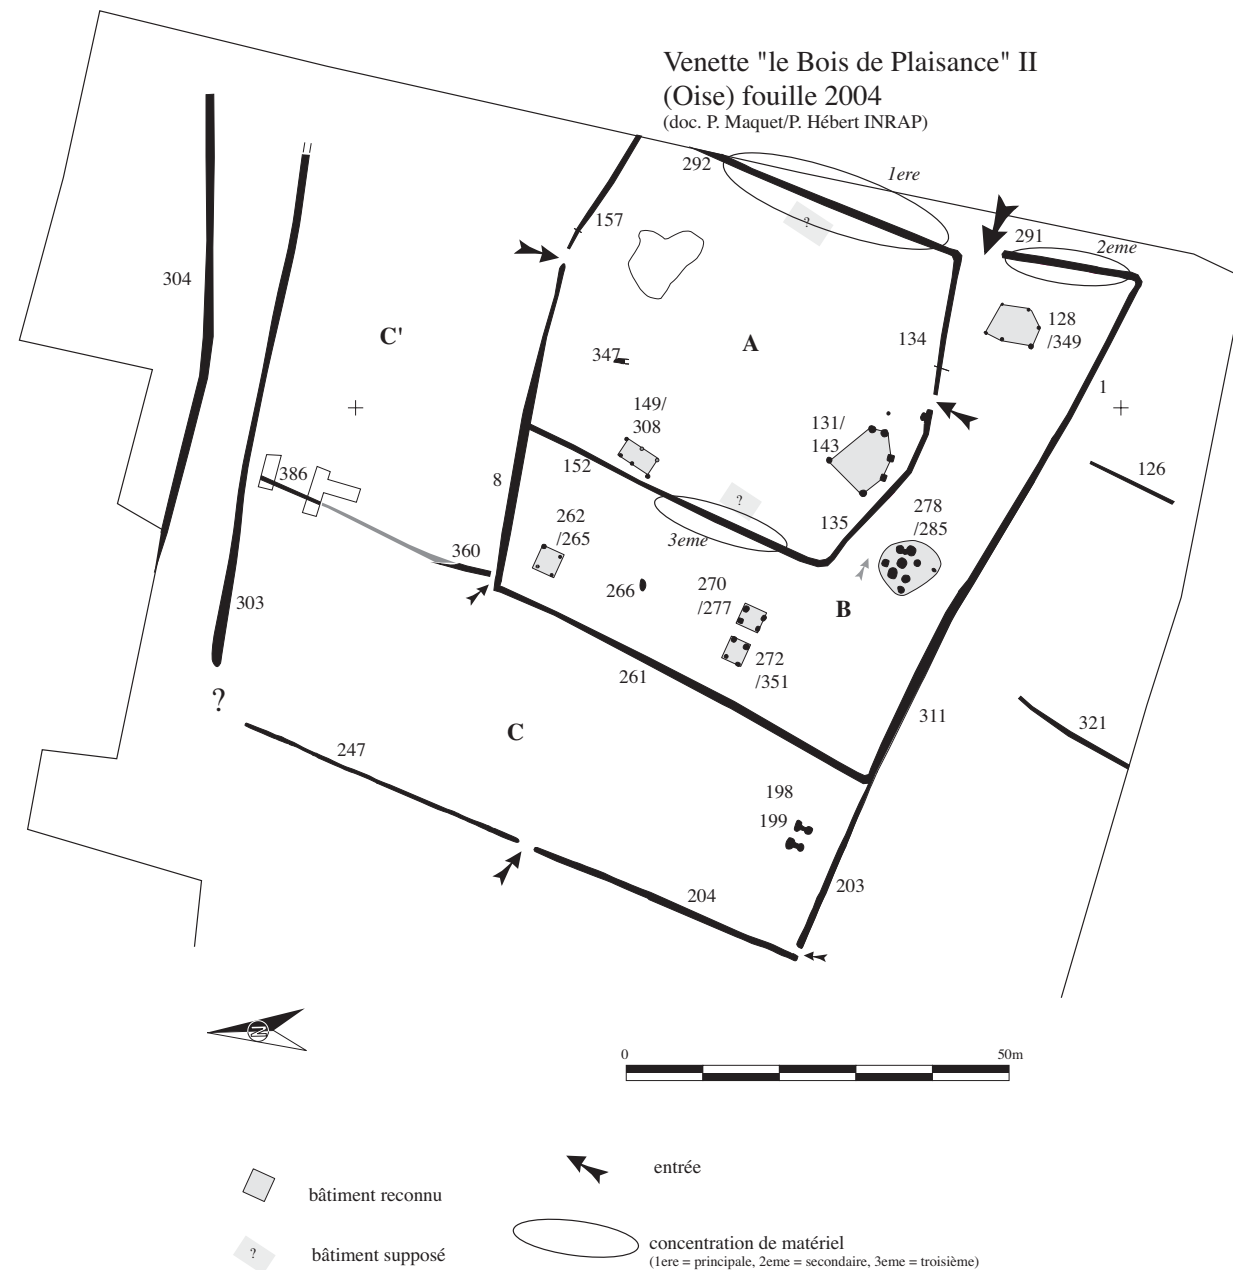 Venette "le Bois de Plaisance" II
(Oise) fouille 2004
(doc. P. Maquet/P. Hébert INRAP)
292
1ere
157
?
291
2eme
304
C'
A
134
128
/349
347
1
149/
308
131/
143
152
386
8
126
?
278
/285
262
/265
135
3eme
360
266
270
/277
B
303
272
/351
261
?
311
321
C
247
198
199
203
204
N
0
50m
entrée
bâtiment reconnu
concentration de matériel
?
bâtiment supposé
(1ere = principale, 2eme = secondaire, 3eme = troisième)